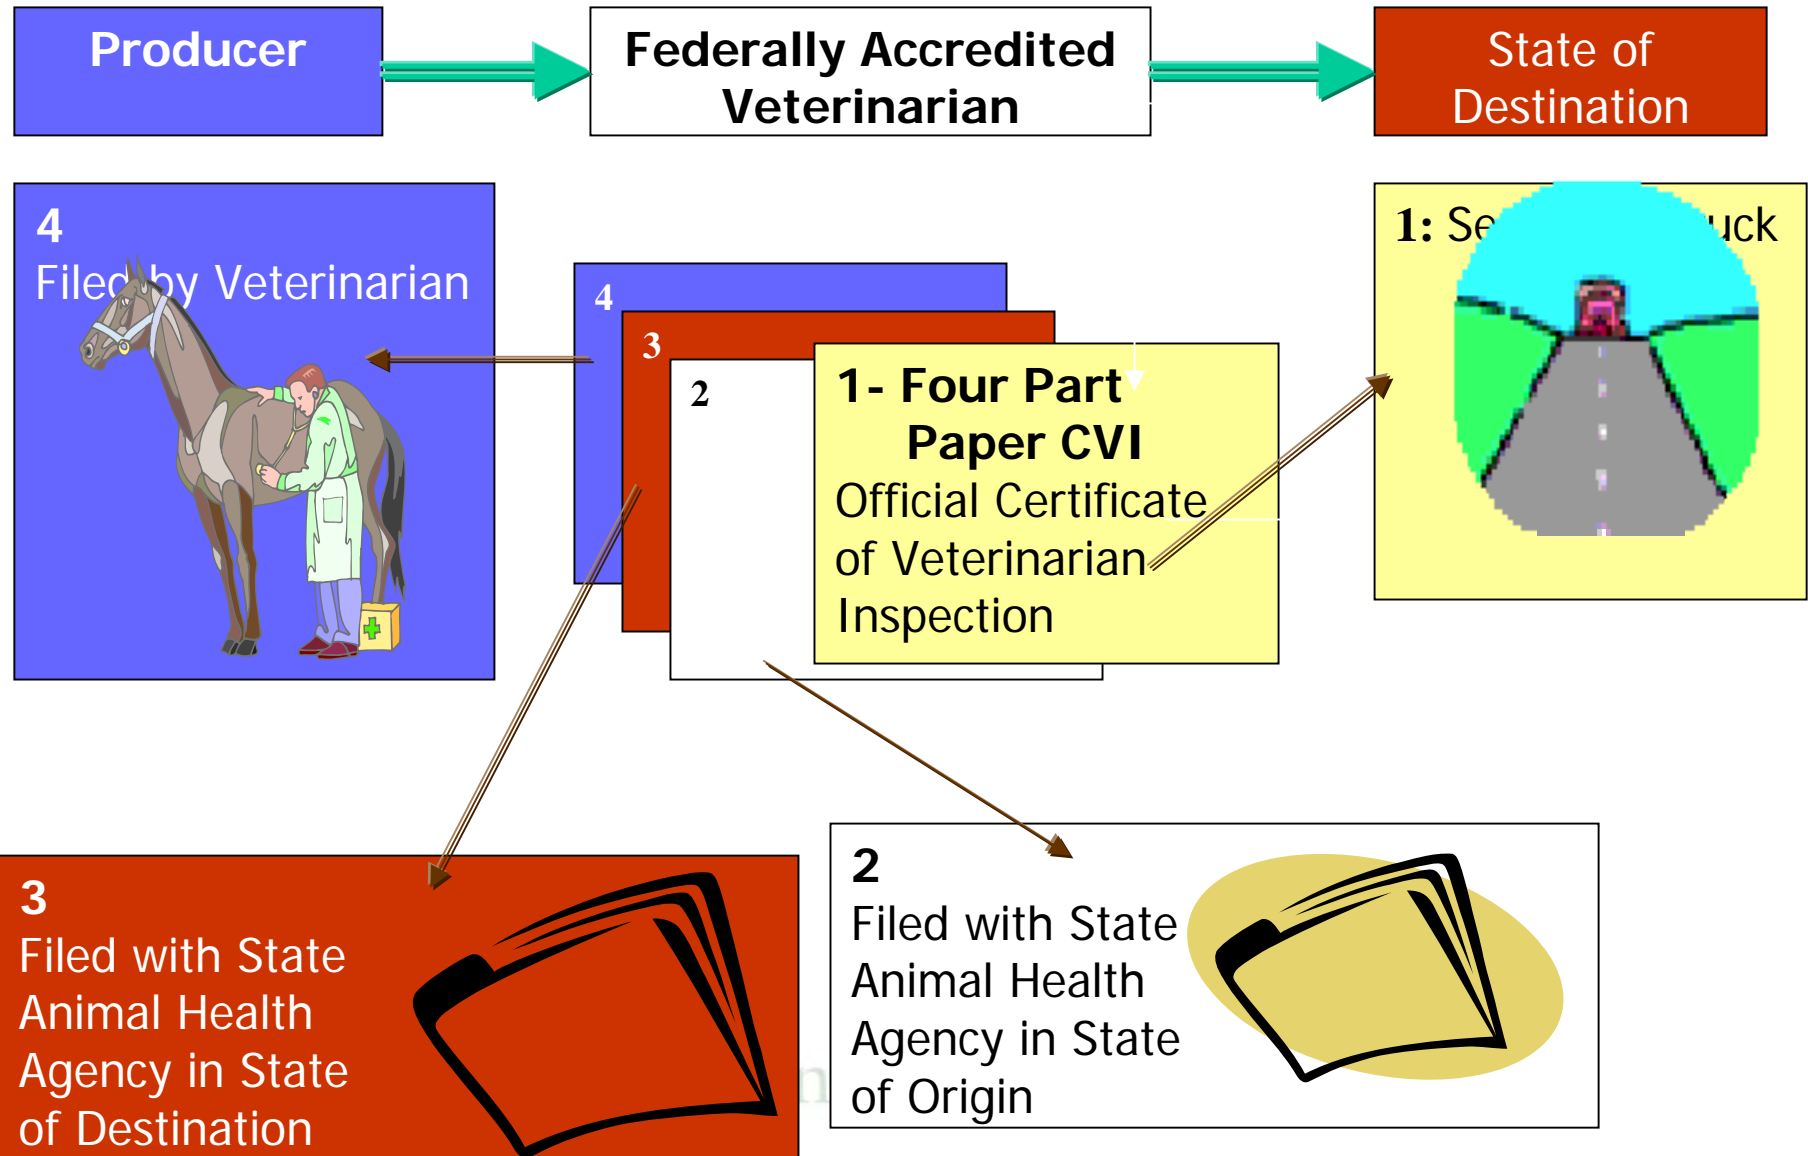 Producer
Federally Accredited
Veterinarian
State of
Destination
4
Filed by Veterinarian
4
3
2
1- Four Part
Paper CVI
Official Certificate
of Veterinarian
Inspection
1:
3
Filed with State
Animal Health
Agency in State
of Destination
2
Filed with State
Animal Health
Agency in State
of Origin